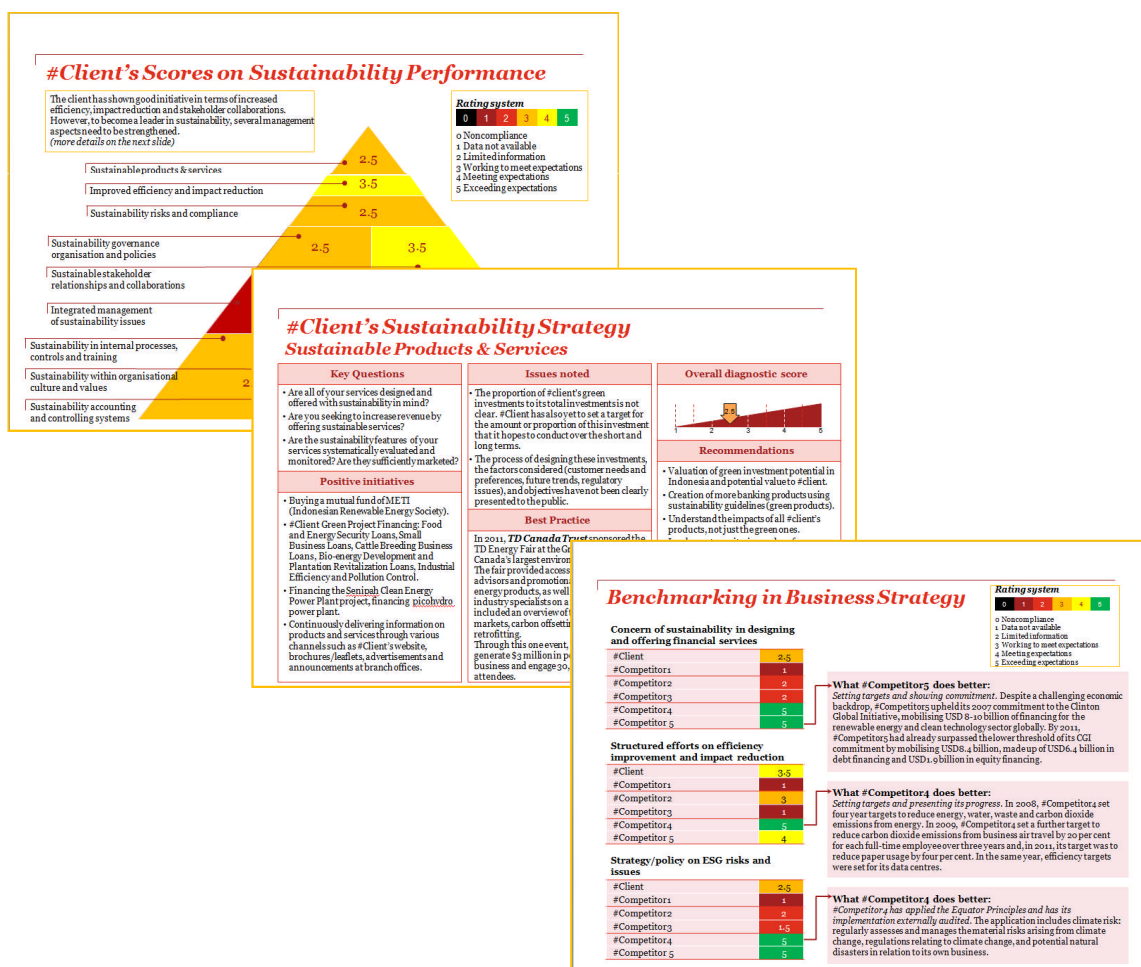 #Client's Scores on Sustainability Performance
The client has shown good initiative in terms of increased
efficiency, impact reduction and stakeholder collaborations.
However, to become a leader in sustainability, several management
aspects need to be strengthened.
(more details on the next slide)
Rating system
0 1 2 3 4 5
0 Noncompliance
1 Data not available
2 Limited information
3 Working to meet expectations
4 Meeting expectations
5 Exceeding expectations
Sustainable products & services
2.5
Improved efficiency and impact reduction
3.5
Sustainability risks and compliance
2.5
Sustainability governance
organisation and policies
2.5
3.5
Sustainable stakeholder
relationships and collaborations
Integrated management
of sustainability issues
Sustainability in internal processes,
controls and training
Sustainability within organisational
culture and values
2
Sustainability accounting
and controlling systems
#Client's Sustainability Strategy
Sustainable Products & Services
Key Questions
• Are all of your services designed and
offered with sustainability in mind?
• Are you seeking to increase revenue by
offering sustainable services?
• Are the sustainability features of your
services systematically evaluated and
monitored? Are they sufficiently marketed?
Positive initiatives
• Buying a mutual fund of METI
(Indonesian Renewable Energy Society).
• #Client Green Project Financing: Food
and Energy Security Loans, Small
Business Loans, Cattle Breeding Business
Loans, Bio-energy Development and
Plantation Revitalization Loans, Industrial
Efficiency and Pollution Control.
• Financing the Senipah Clean Energy
Power Plant project, financing picohydro
power plant.
• Continuously delivering information on
products and services through various
channels such as #Client's website,
brochures/leaflets, advertisements and
announcements at branch offices.
Issues noted
• The proportion of #client's green
investments to its total investments is not
clear. #Client has also yet to set a target for
the amount or proportion of this investment
that it hopes to conduct over the short and
long terms.
• The process of designing these investments,
the factors considered (customer needs and
preferences, future trends, regulatory
issues), and objectives have not been clearly
presented to the public.
Best Practice
In 2011, TD Canada Trust sponsored the
TD Energy Fair at the
Canada's largest
The fair provided access
advisors and
energy products, as well
industry specialists on a
included an overview of
markets, carbon
retrofitting.
Through this one event,
generate $3 million in
business and engage 30,
attendees.
Overall diagnostic score
2.5
1 2 3 4 5
Recommendations
• Valuation of green investment potential in
Indonesia and potential value to #client.
• Creation of more banking products using
sustainability guidelines (green products).
• Understand the impacts of all #client's
products, not just the green ones.
Benchmarking in Business Strategy
Rating system
0 1 2 3 4 5
0 Noncompliance
1 Data not available
2 Limited information
3 Working to meet expectations
4 Meeting expectations
5 Exceeding expectations
Concern of sustainability in designing
and offering financial services
#Client 2.5
#Competitor1 1
#Competitor2 2
#Competitor3 2
#Competitor4 5
#Competitor 5 5
What #Competitor5 does better:
Setting targets and showing commitment. Despite a challenging economic
backdrop, #Competitor5 upheld its 2007 commitment to the Clinton
Global Initiative, mobilising USD 8-10 billion of financing for the
renewable energy and clean technology sector globally. By 2011,
#Competitor5 had already surpassed the lower threshold of its CGI
commitment by mobilising USD8.4 billion, made up of USD6.4 billion in
debt financing and USD1.9 billion in equity financing.
Structured efforts on efficiency
improvement and impact reduction
#Client 3.5
#Competitor1 1
#Competitor2 3
#Competitor3 1
#Competitor4 5
#Competitor 5 4
What #Competitor4 does better:
Setting targets and presenting its progress. In 2008, #Competitor4 set
four year targets to reduce energy, water, waste and carbon dioxide
emissions from energy. In 2009, #Competitor4 set a further target to
reduce carbon dioxide emissions from business air travel by 20 per cent
for each full-time employee over three years and, in 2011, its target was to
reduce paper usage by four per cent. In the same year, efficiency targets
were set for its data centres.
Strategy/policy on ESG risks and
issues
#Client 2.5
#Competitor1 1
#Competitor2 2
#Competitor3 1.5
#Competitor4 5
#Competitor 5 5
What #Competitor4 does better:
#Competitor4 has applied the Equator Principles and has its
implementation externally audited. The application includes climate risk:
regularly assesses and manages the material risks arising from climate
change, regulations relating to climate change, and potential natural
disasters in relation to its own business.